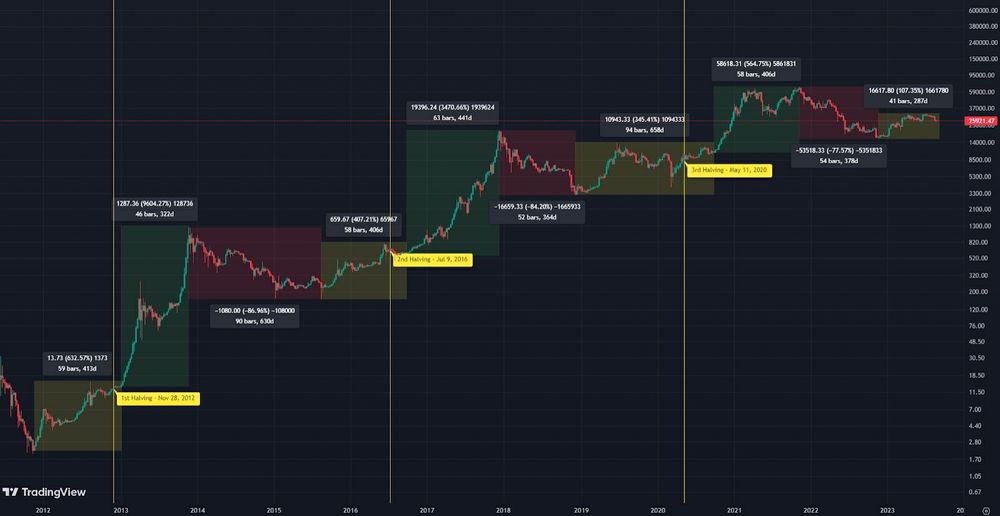 58618.31 (564.75%) 5861831
58 bars, 406d
16617.80 (107.35%) 1661780
41 bars, 287d
19396.24 (3470.66%) 1939624
63 bars, 441d
10943.33 (345.41%) 1094333
94 bars, 658d
−53518.33 (−77.57%) −5351833
54 bars, 378d
3rd Halving - May 11, 2020
1287.36 (9604.27%) 128736
46 bars, 322d
659.67 (407.21%) 65967
58 bars, 406d
−16659.33 (−84.20%) −1665933
52 bars, 364d
2nd Halving - Jul 9, 2016
−1080.00 (−86.96%) −108000
90 bars, 630d
13.73 (632.57%) 1373
59 bars, 413d
1st Halving - Nov 28, 2012
600000.00
380000.00
240000.00
150000.00
95000.00
59000.00
37000.00
25921.47
14000.00
8500.00
5300.00
3300.00
2100.00
1300.00
820.00
520.00
320.00
200.00
120.00
76.00
48.50
30.50
18.50
11.50
7.00
4.40
2.80
1.70
1.05
0.67
TradingView
2012 2013 2014 2015 2016 2017 2018 2019 2020 2021 2022 2023